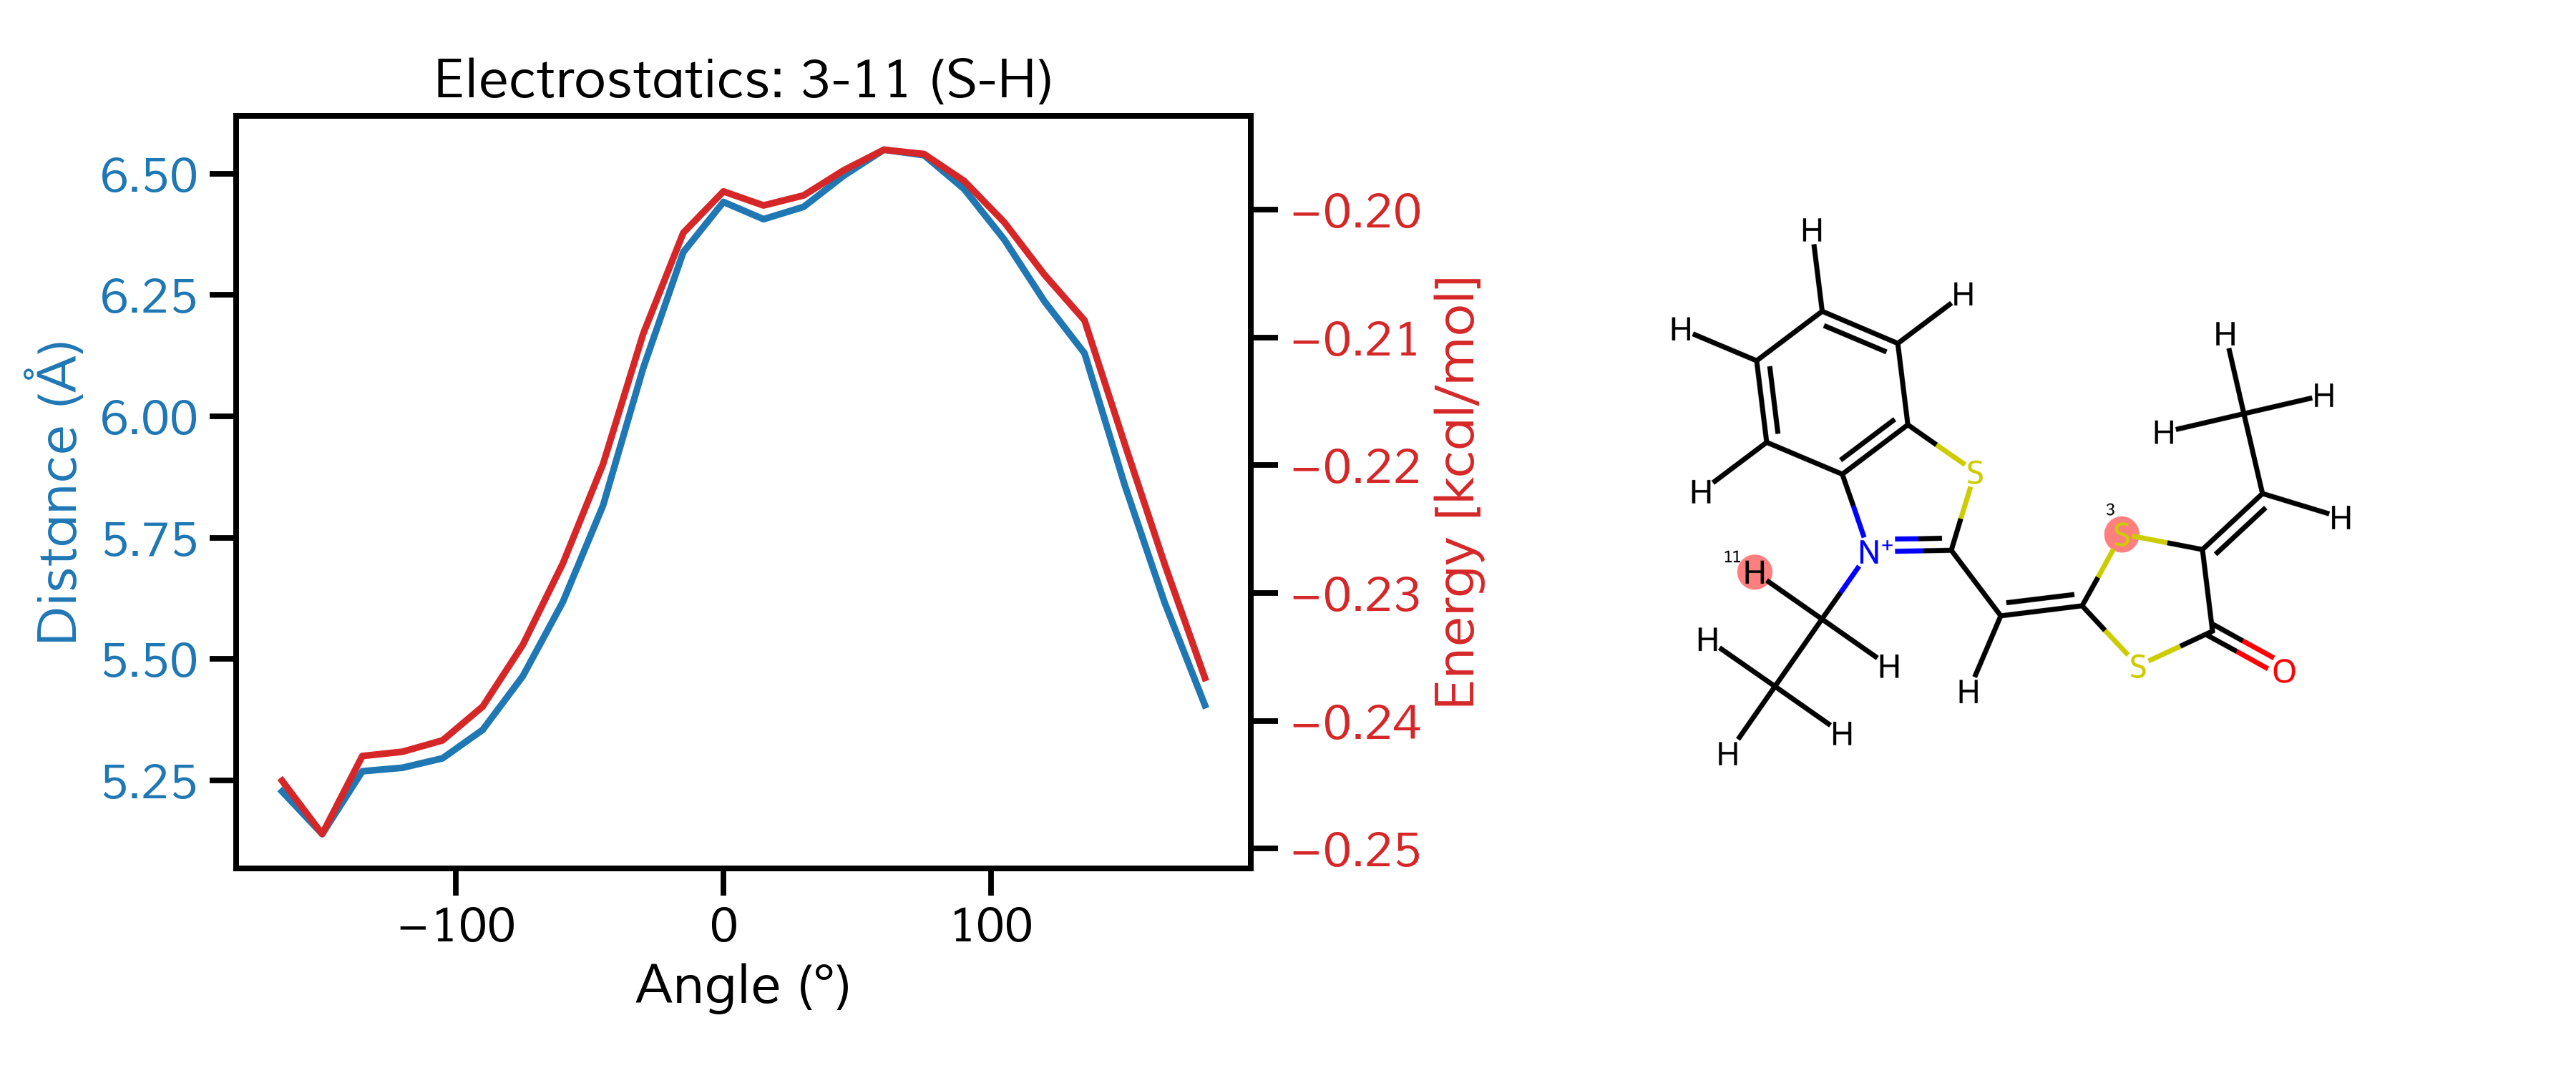 Electrostatics: 3-11 (S-H)
Distance (Å)
6.50
6.25
6.00
5.75
5.50
5.25
−100
0
100
Angle (°)
−0.20
−0.21
−0.22
−0.23
−0.24
−0.25
Energy [kcal/mol]
H
H
H
H
H
H
H
S
H
3
S
H
N+
11
H
H
H
S
O
H
H
H